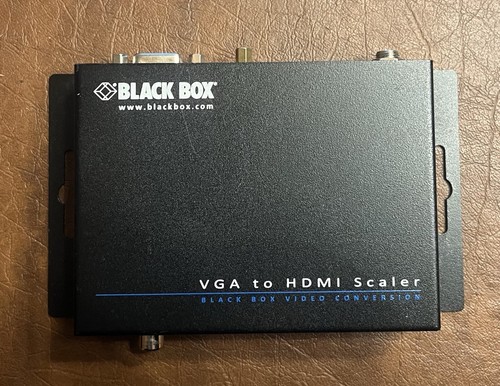 BLACK BOX®
www.blackbox.com
VGA to HDMI Scaler
BLACK BOX VIDEO CONVERSION